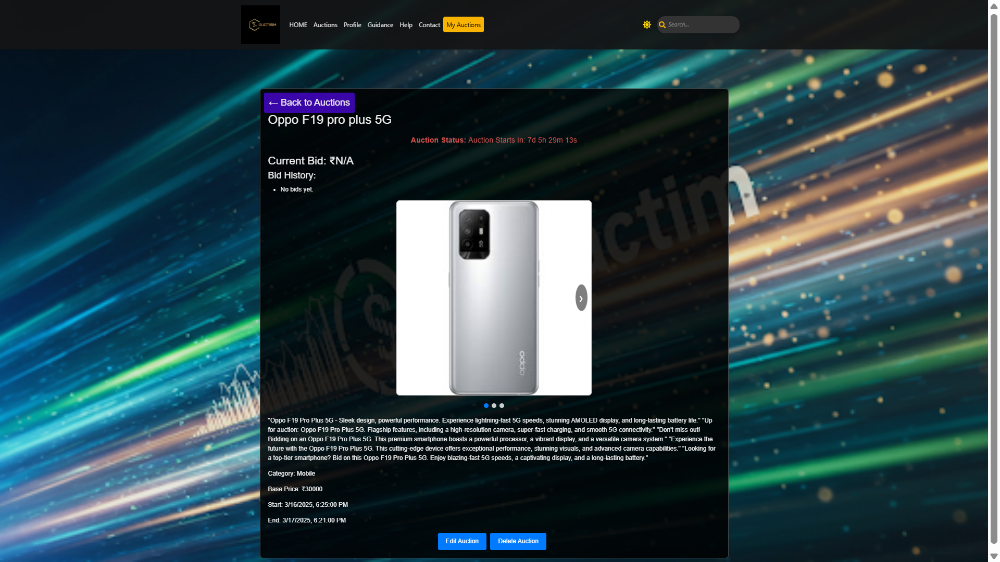 AUCTISM
HOME Auctions Profile Guidance Help Contact My Auctions
Search...
← Back to Auctions
Oppo F19 pro plus 5G
Auction Status: Auction Starts In: 7d 5h 29m 13s
Current Bid: ₹N/A
Bid History:
• No bids yet.
5G
oppo
❯
"Oppo F19 Pro Plus 5G - Sleek design, powerful performance. Experience lightning-fast 5G speeds, stunning AMOLED display, and long-lasting battery life." "Up
for auction: Oppo F19 Pro Plus 5G. Flagship features, including a high-resolution camera, super-fast charging, and smooth 5G connectivity." "Don't miss out!
Bidding on an Oppo F19 Pro Plus 5G. This premium smartphone boasts a powerful processor, a vibrant display, and a versatile camera system." "Experience the
future with the Oppo F19 Pro Plus 5G. This cutting-edge device offers exceptional performance, stunning visuals, and advanced camera capabilities." "Looking for
a top-tier smartphone? Bid on this Oppo F19 Pro Plus 5G. Enjoy blazing-fast 5G speeds, a captivating display, and a long-lasting battery."
Category: Mobile
Base Price: ₹30000
Start: 3/16/2025, 6:25:00 PM
End: 3/17/2025, 6:21:00 PM
Edit Auction Delete Auction